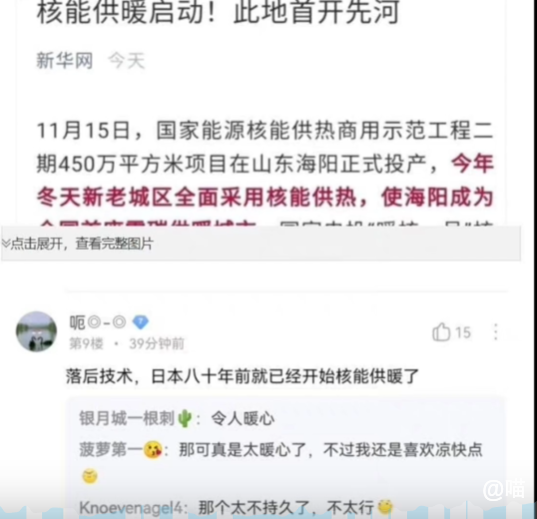 核能供暖启动！此地首开先河
新华网 今天
11月15日，国家能源核能供热商用示范工程二
期450万平方米项目在山东海阳正式投产，今年
冬天新老城区全面采用核能供热，使海阳成为
点击展开，查看完整图片
呃◎-◎
15
第9楼 · 39分钟前
落后技术，日本八十年前就已经开始核能供暖了
银月城一根刺🌵：令人暖心
菠萝第一😘：那可真是太暖心了，不过我还是喜欢凉快点
Knoevenagel4：那个太不持久了，不太行
@喵